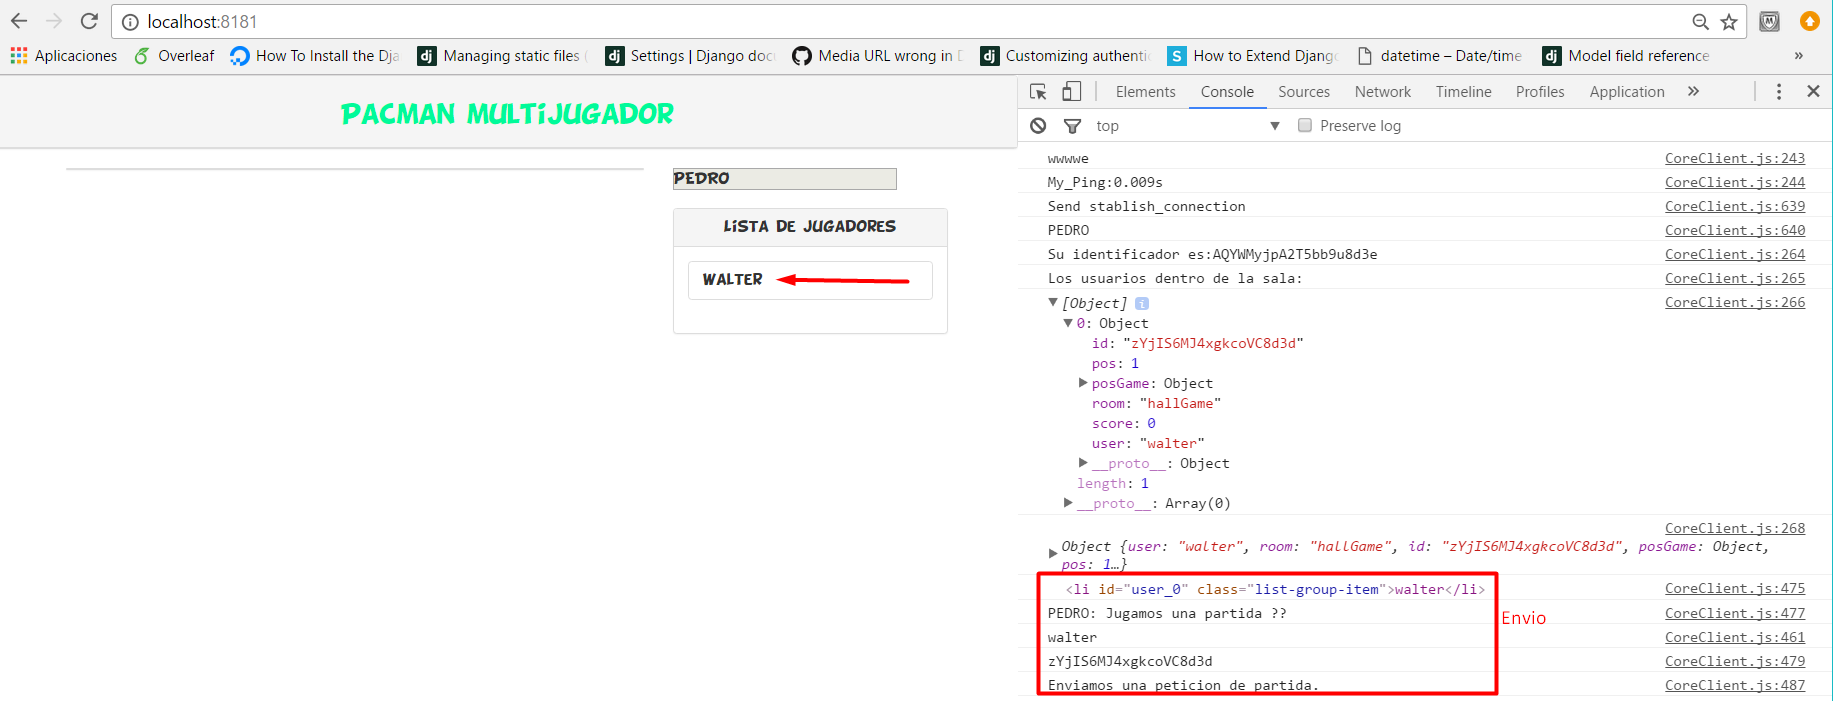 localhost:8181
Aplicaciones Overleaf How To Install the Dja Managing static files ( Settings | Django doc Media URL wrong in D Customizing authenti How to Extend Django datetime – Date/time Model field reference »
PACMAN MULTIJUGADOR
PEDRO
LISTA DE JUGADORES
WALTER
Elements Console Sources Network Timeline Profiles Application »
top Preserve log
wwwwe CoreClient.js:243
My_Ping:0.009s CoreClient.js:244
Send stablish_connection CoreClient.js:639
PEDRO CoreClient.js:640
Su identificador es:AQYWMyjpA2T5bb9u8d3e CoreClient.js:264
Los usuarios dentro de la sala: CoreClient.js:265
[Object] CoreClient.js:266
0: Object
id: "zYjIS6MJ4xgkcoVC8d3d"
pos: 1
posGame: Object
room: "hallGame"
score: 0
user: "walter"
__proto__: Object
length: 1
__proto__: Array(0)
CoreClient.js:268
Object {user: "walter", room: "hallGame", id: "zYjIS6MJ4xgkcoVC8d3d", posGame: Object,
pos: 1…}
<li id="user_0" class="list-group-item">walter</li> CoreClient.js:475
PEDRO: Jugamos una partida ?? CoreClient.js:477
Envio
walter CoreClient.js:461
zYjIS6MJ4xgkcoVC8d3d CoreClient.js:479
Enviamos una peticion de partida. CoreClient.js:487